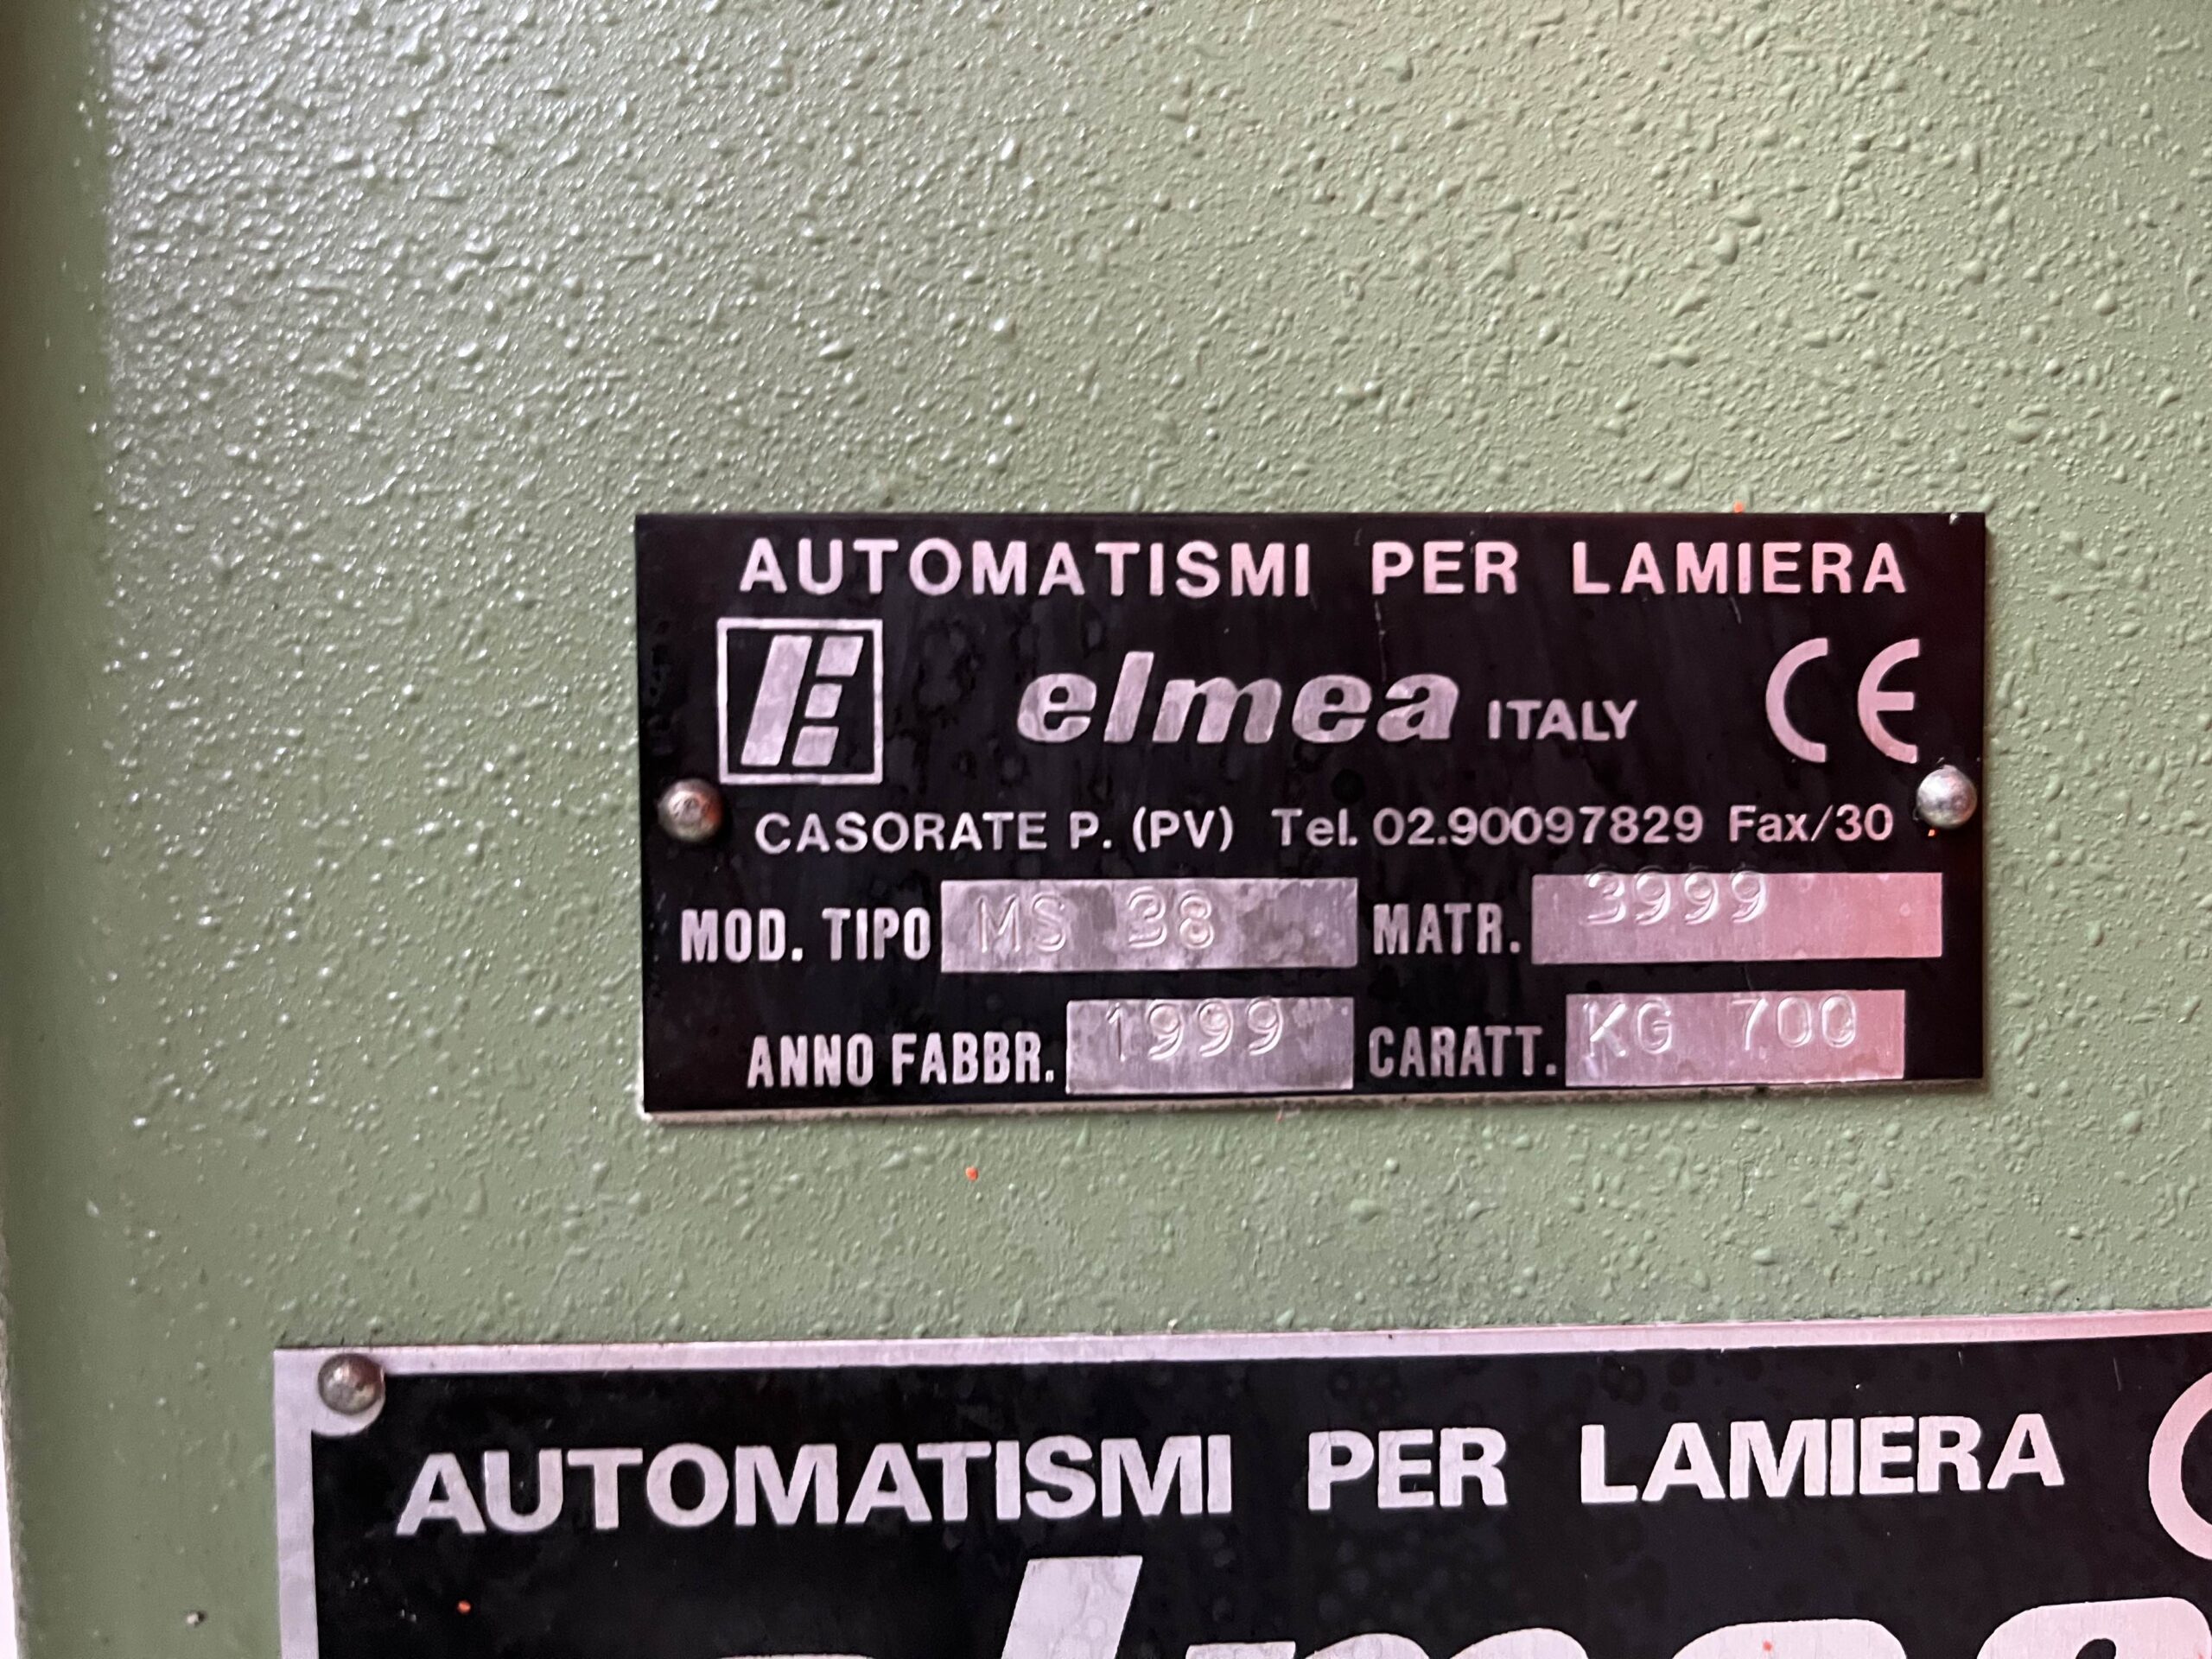 AUTOMATISMI PER LAMIERA
elmea ITALY CE
CASORATE P. (PV) Tel. 02.90097829 Fax/30
MOD. TIPO MS 38 MATR. 3999
ANNO FABBR. 1999 CARATT. KG 700
AUTOMATISMI PER LAMIERA